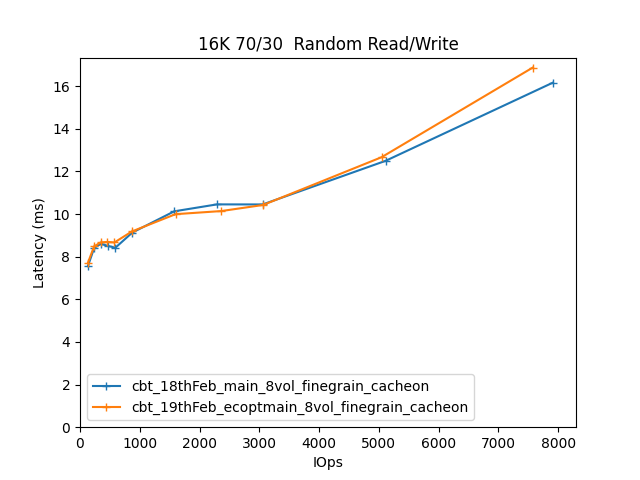 16K 70/30  Random Read/Write
Latency (ms)
16
14
12
10
8
6
4
2
0
cbt_18thFeb_main_8vol_finegrain_cacheon
cbt_19thFeb_ecoptmain_8vol_finegrain_cacheon
0 1000 2000 3000 4000 5000 6000 7000 8000
IOps